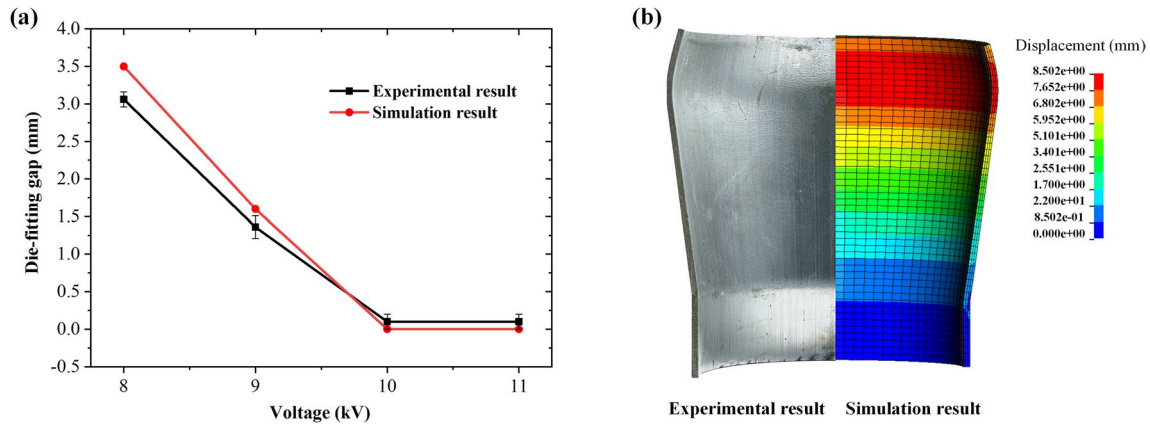 (a)
4.0
3.5
3.0
2.5
2.0
1.5
1.0
0.5
0.0
-0.5
Die-fitting gap (mm)
Experimental result
Simulation result
8
9
10
11
Voltage (kV)
(b)
Displacement (mm)
8.502e+00
7.652e+00
6.802e+00
5.952e+00
5.101e+00
3.401e+00
2.551e+00
1.700e+00
2.200e+01
8.502e-01
0.000e+00
Experimental result
Simulation result